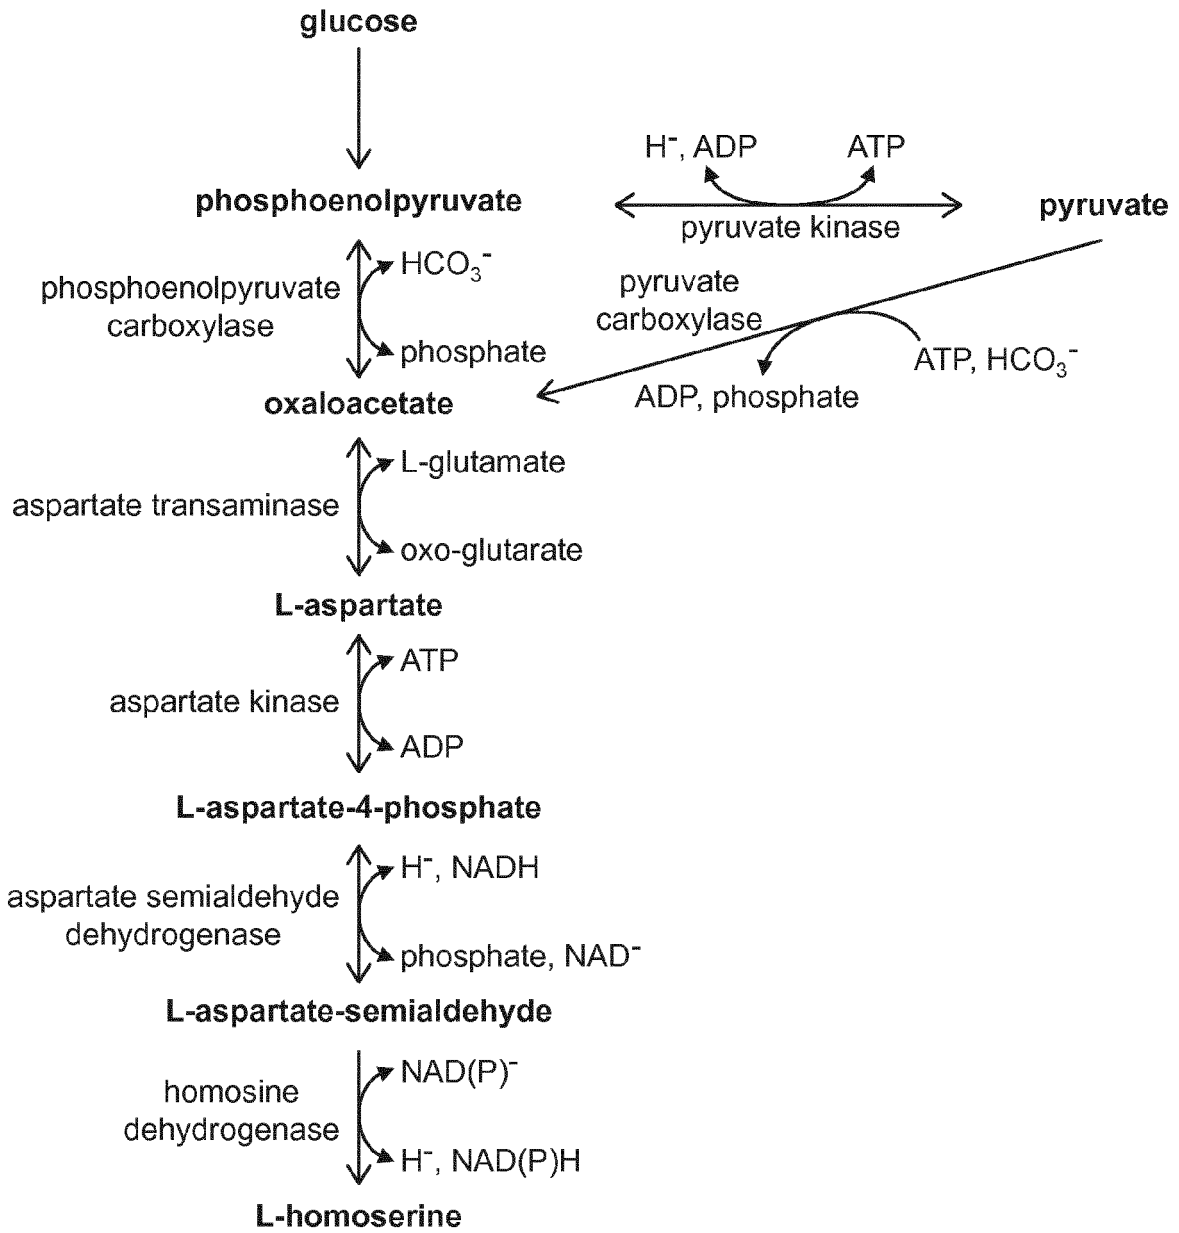 glucose
H⁻, ADP
ATP
phosphoenolpyruvate
pyruvate
pyruvate kinase
HCO₃⁻
phosphoenolpyruvate
carboxylase
phosphate
pyruvate
carboxylase
ATP, HCO₃⁻
ADP, phosphate
oxaloacetate
L-glutamate
aspartate transaminase
oxo-glutarate
L-aspartate
ATP
aspartate kinase
ADP
L-aspartate-4-phosphate
H⁻, NADH
aspartate semialdehyde
dehydrogenase
phosphate, NAD⁻
L-aspartate-semialdehyde
NAD(P)⁻
homosine
dehydrogenase
H⁻, NAD(P)H
L-homoserine